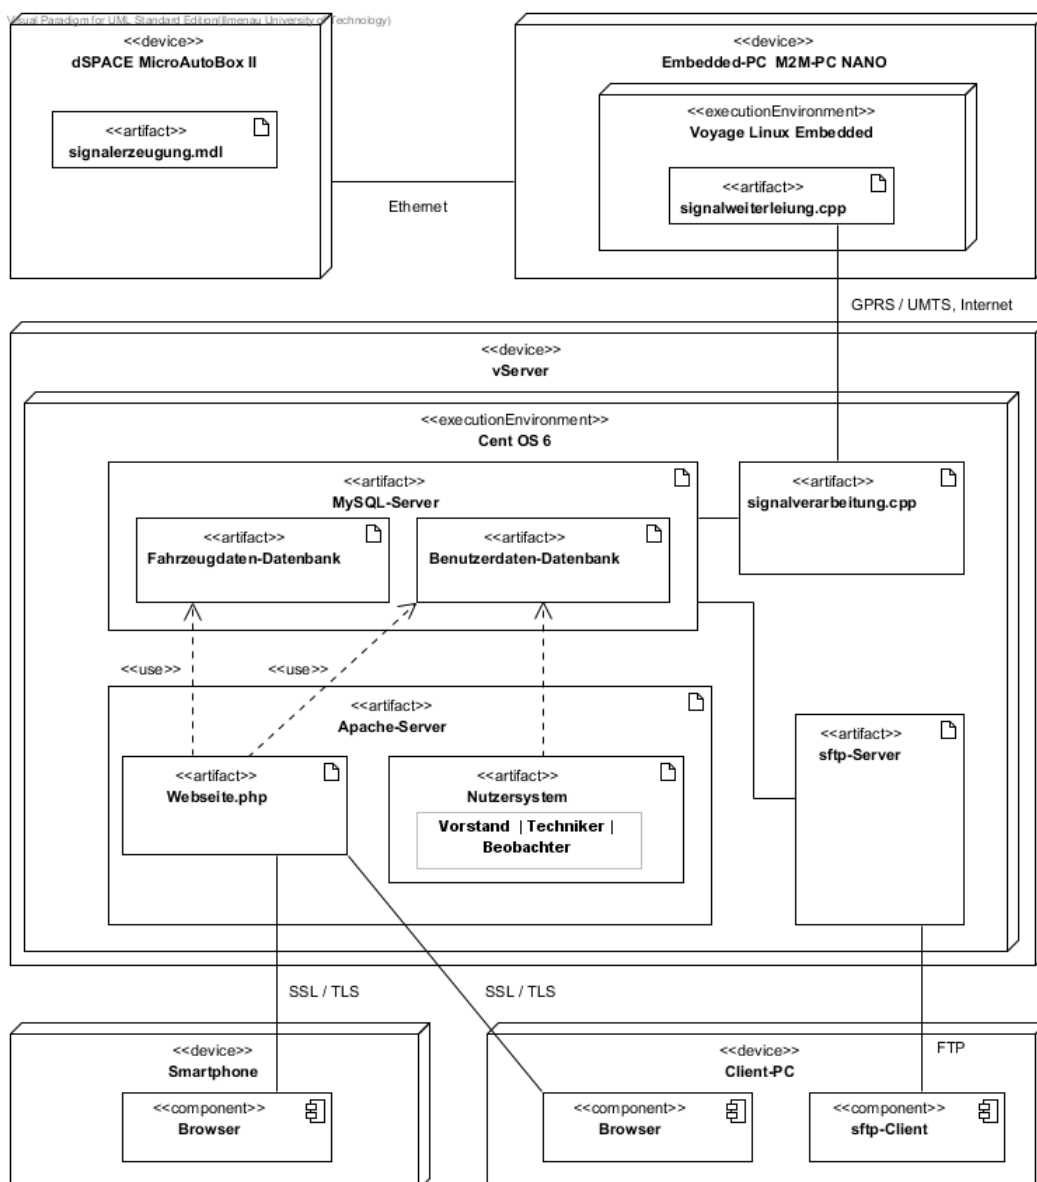 Visual Paradigm for UML Standard Edition(Ilmenau University of Technology)
<<device>>
dSPACE MicroAutoBox II
<<artifact>>
signalerzeugung.mdl
Ethernet
<<device>>
Embedded-PC M2M-PC NANO
<<executionEnvironment>>
Voyage Linux Embedded
<<artifact>>
signalweiterleiung.cpp
GPRS / UMTS, Internet
<<device>>
vServer
<<executionEnvironment>>
Cent OS 6
<<artifact>>
MySQL-Server
<<artifact>>
Fahrzeugdaten-Datenbank
<<artifact>>
Benutzerdaten-Datenbank
<<artifact>>
signalverarbeitung.cpp
<<use>>
<<use>>
<<artifact>>
Apache-Server
<<artifact>>
Webseite.php
<<artifact>>
Nutzersystem
Vorstand | Techniker |
Beobachter
<<artifact>>
sftp-Server
SSL / TLS
SSL / TLS
FTP
<<device>>
Smartphone
<<component>>
Browser
<<device>>
Client-PC
<<component>>
Browser
<<component>>
sftp-Client